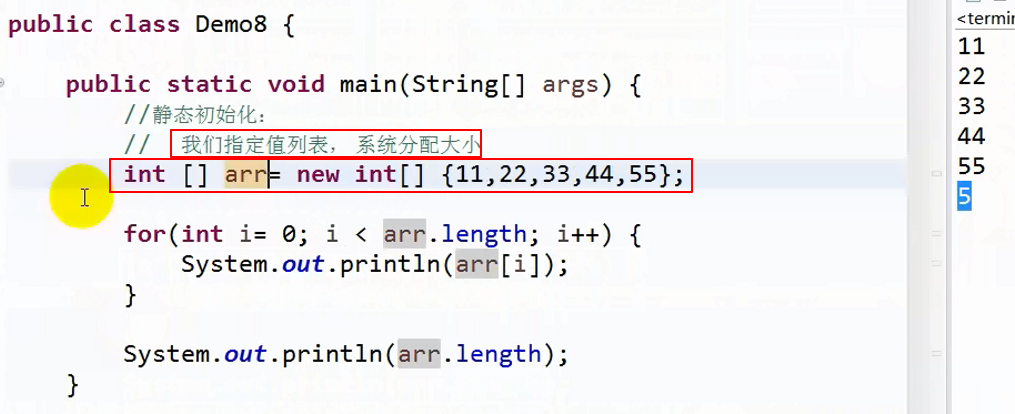 public class Demo8 {
public static void main(String[] args) {
//静态初始化:
// 我们指定值列表, 系统分配大小
int [] arr= new int[] {11,22,33,44,55};
for(int i= 0; i < arr.length; i++) {
System.out.println(arr[i]);
}
System.out.println(arr.length);
}
<termin
11
22
33
44
55
5